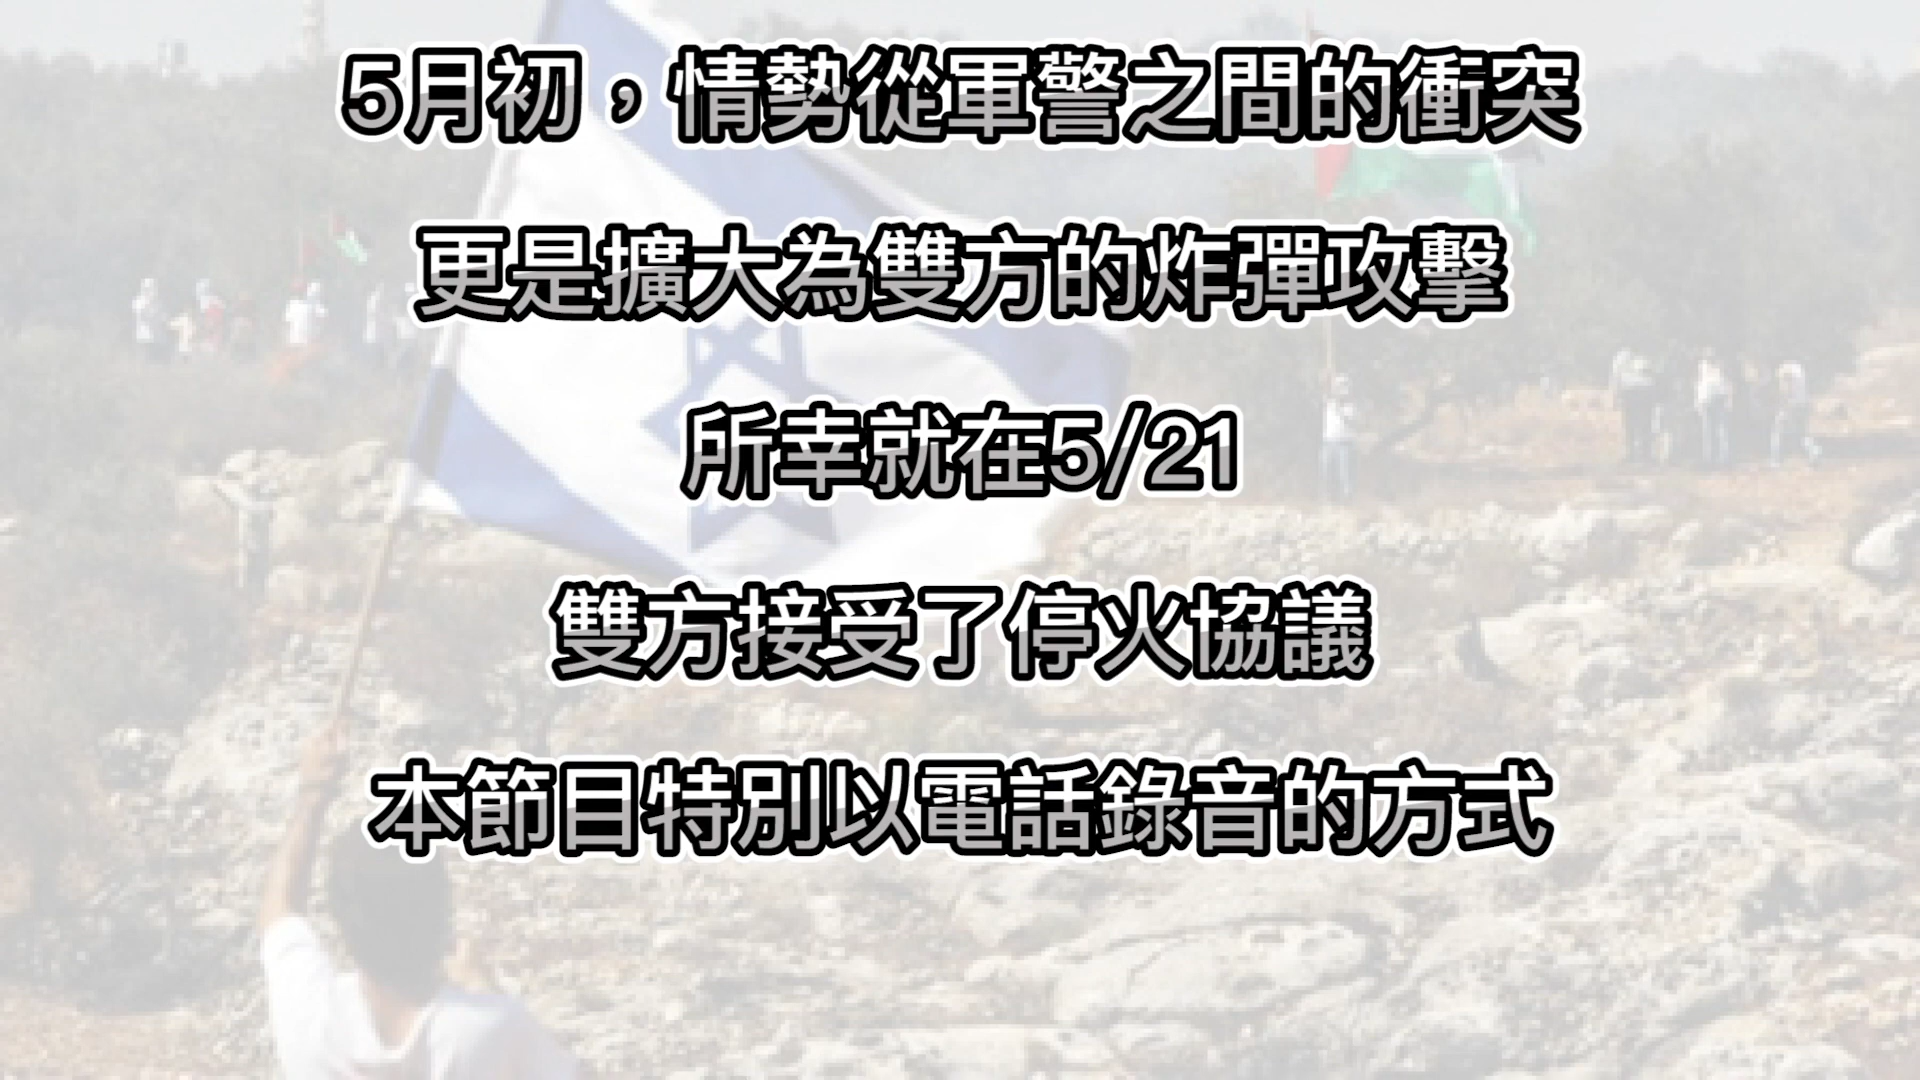 5月初，情勢從軍警之間的衝突
更是擴大為雙方的炸彈攻擊
所幸就在5/21
雙方接受了停火協議
本節目特別以電話錄音的方式